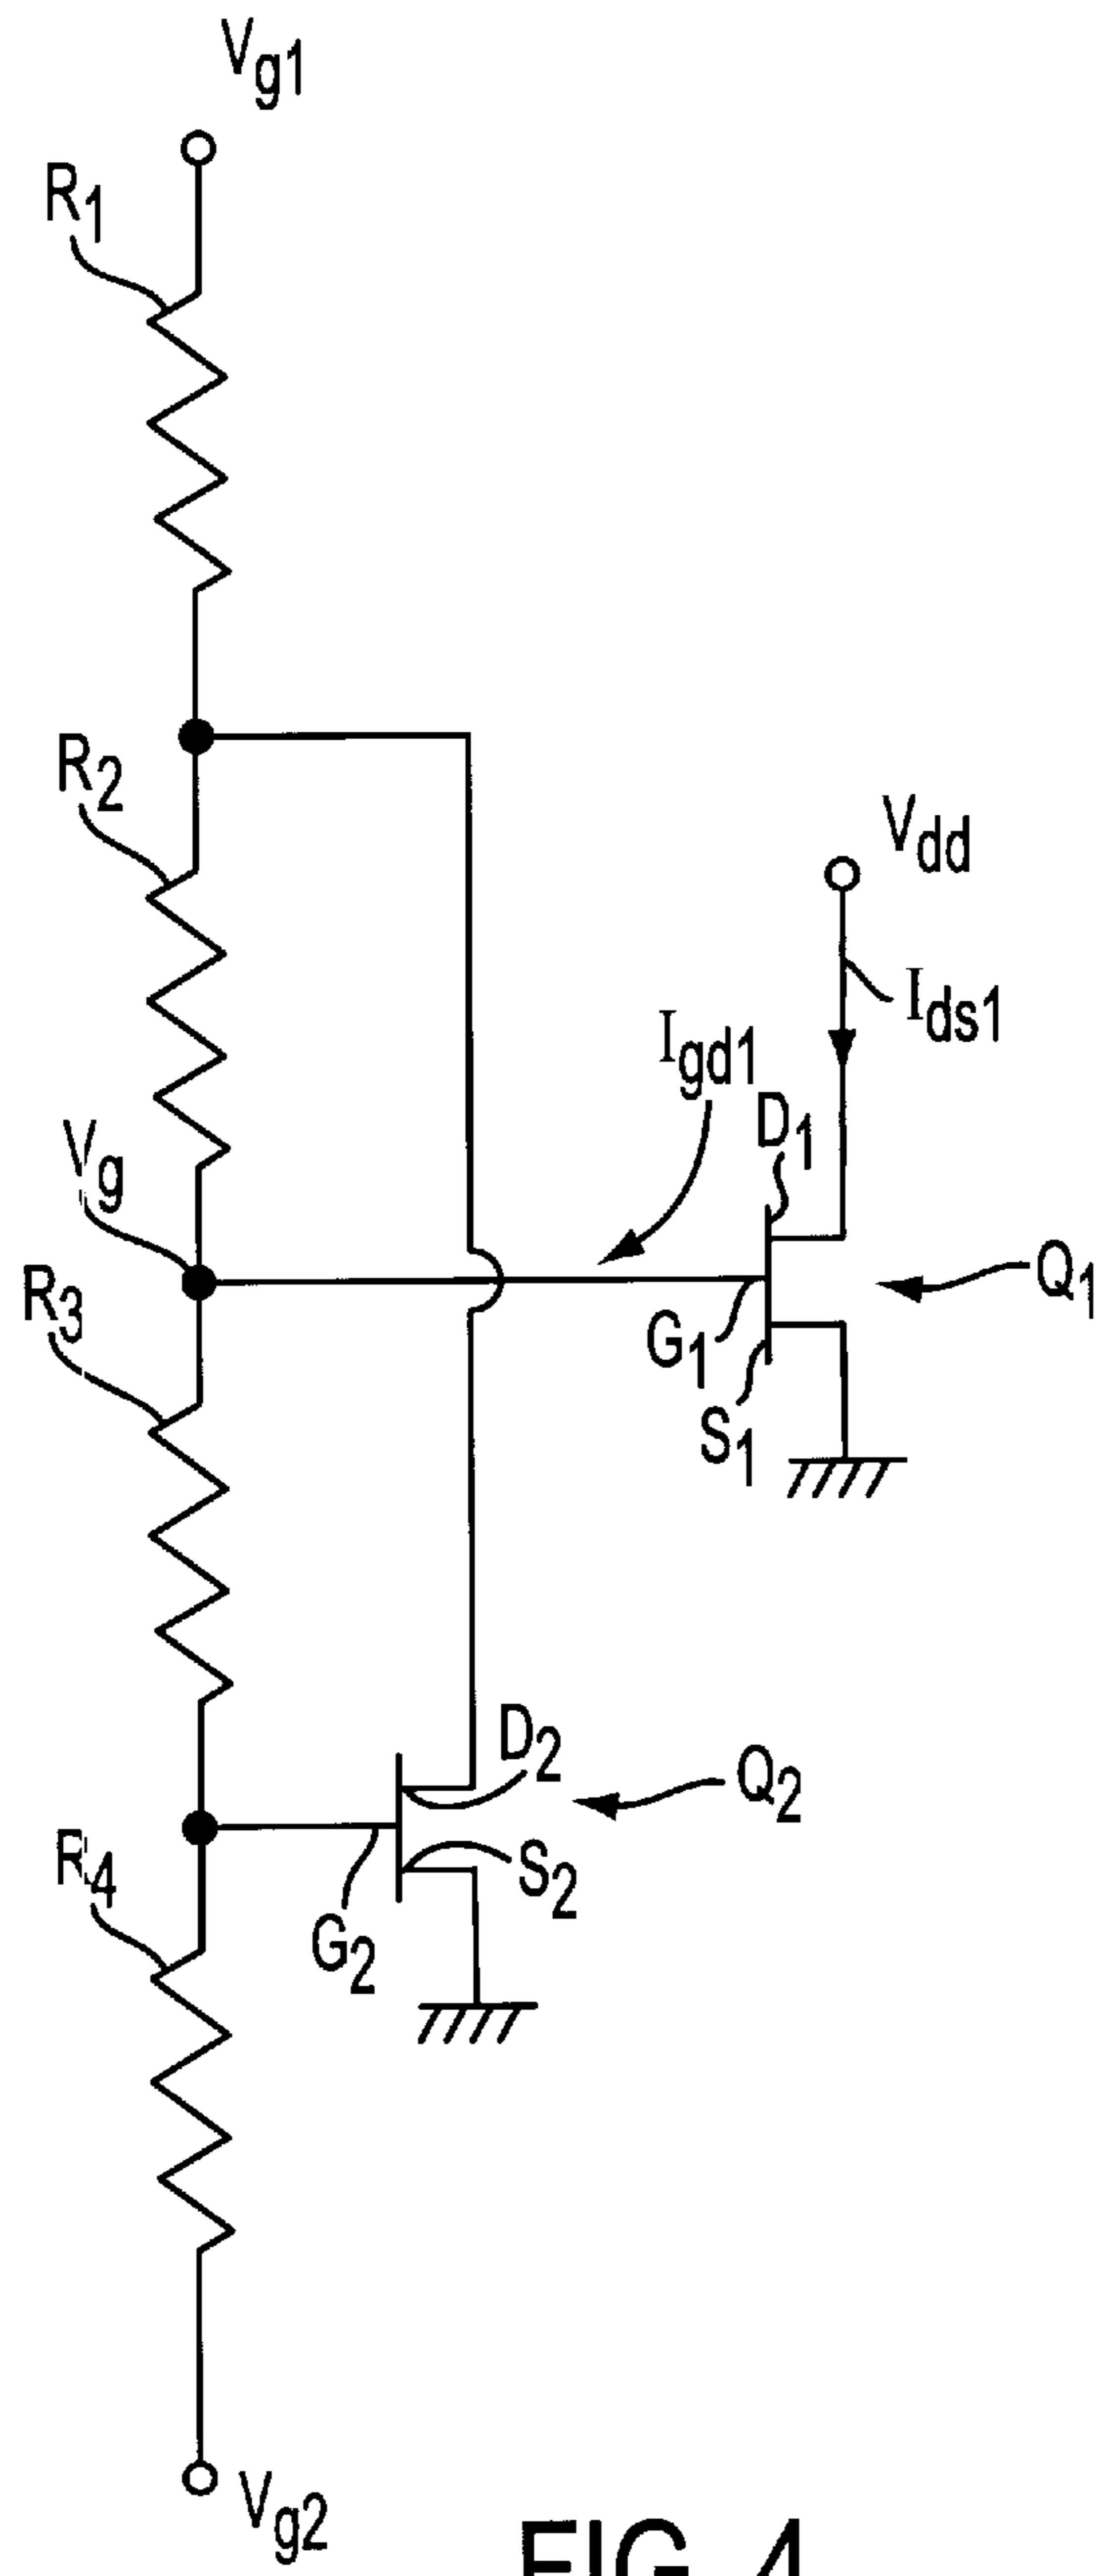 Vg1
R1
R2
Vdd
Ids1
Igd1
D1
Vg
R3
Q1
G1
S1
D2
Q2
R4
S2
G2
Vg2
FIG. 4